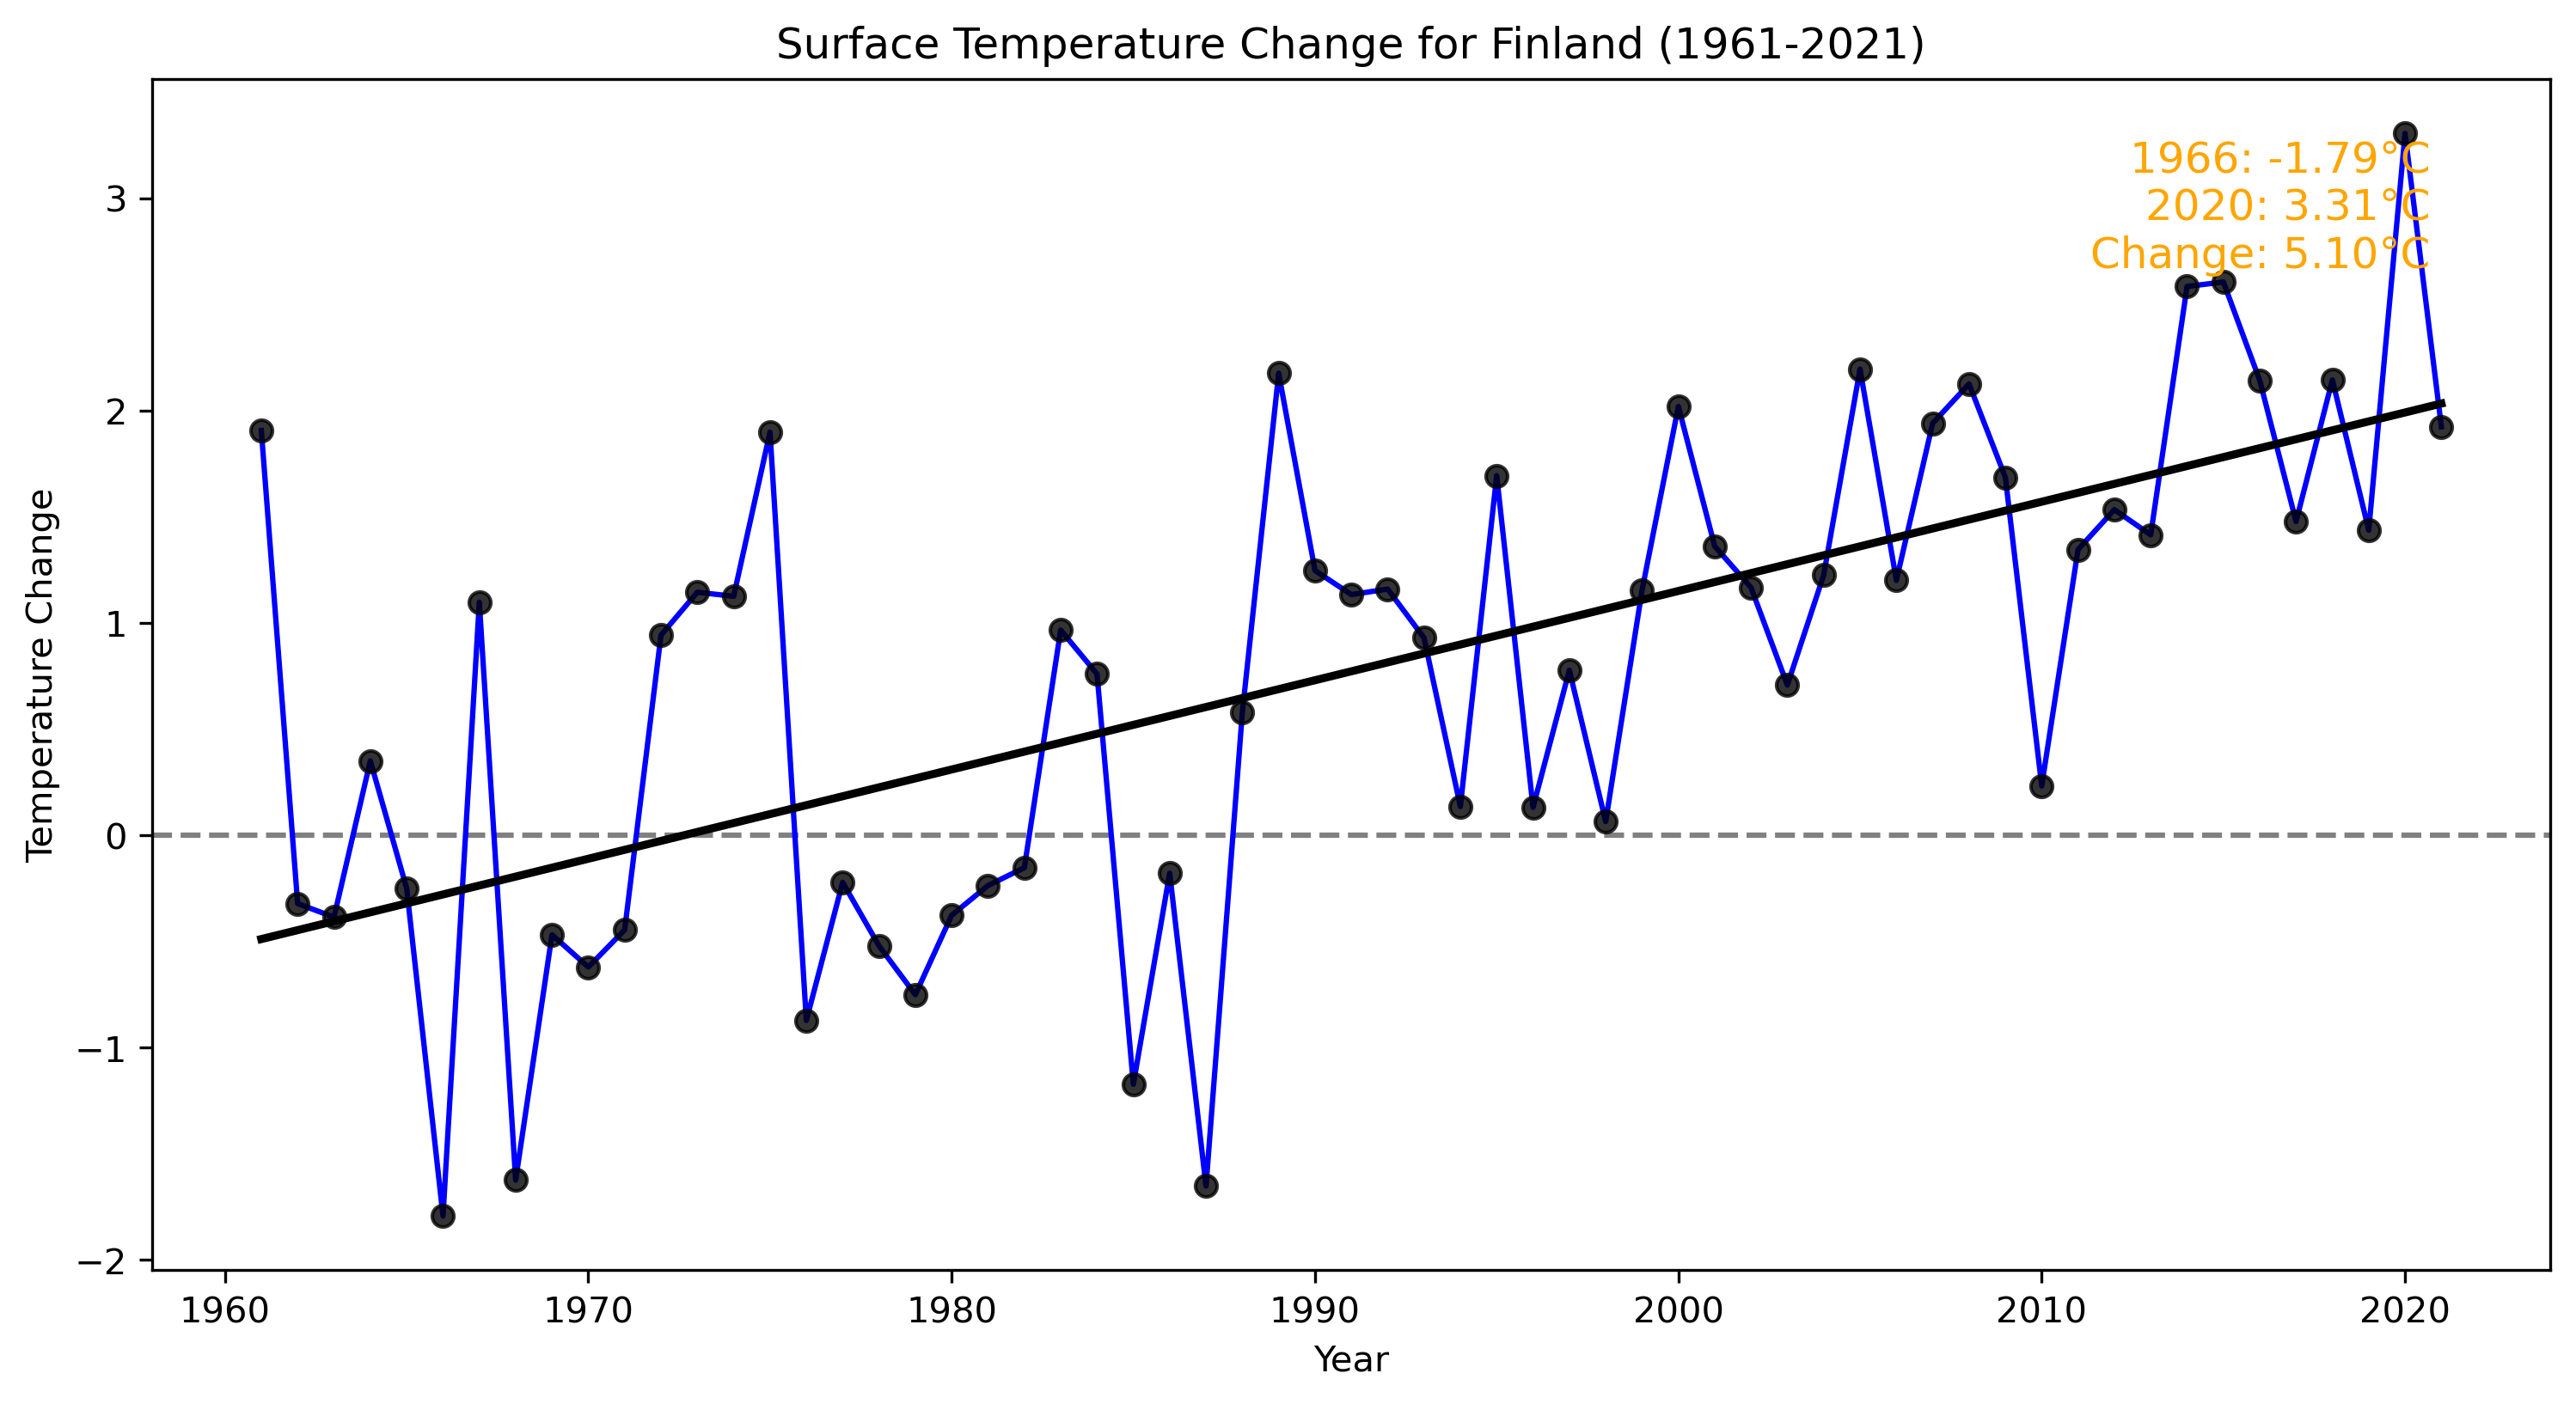 Surface Temperature Change for Finland (1961-2021)
1966: -1.79°C
2020: 3.31°C
Change: 5.10°C
Temperature Change
3
2
1
0
−1
−2
1960 1970 1980 1990 2000 2010 2020
Year